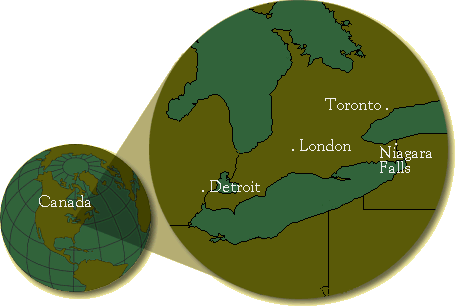 Toronto
London
Niagara
Falls
Detroit
Canada